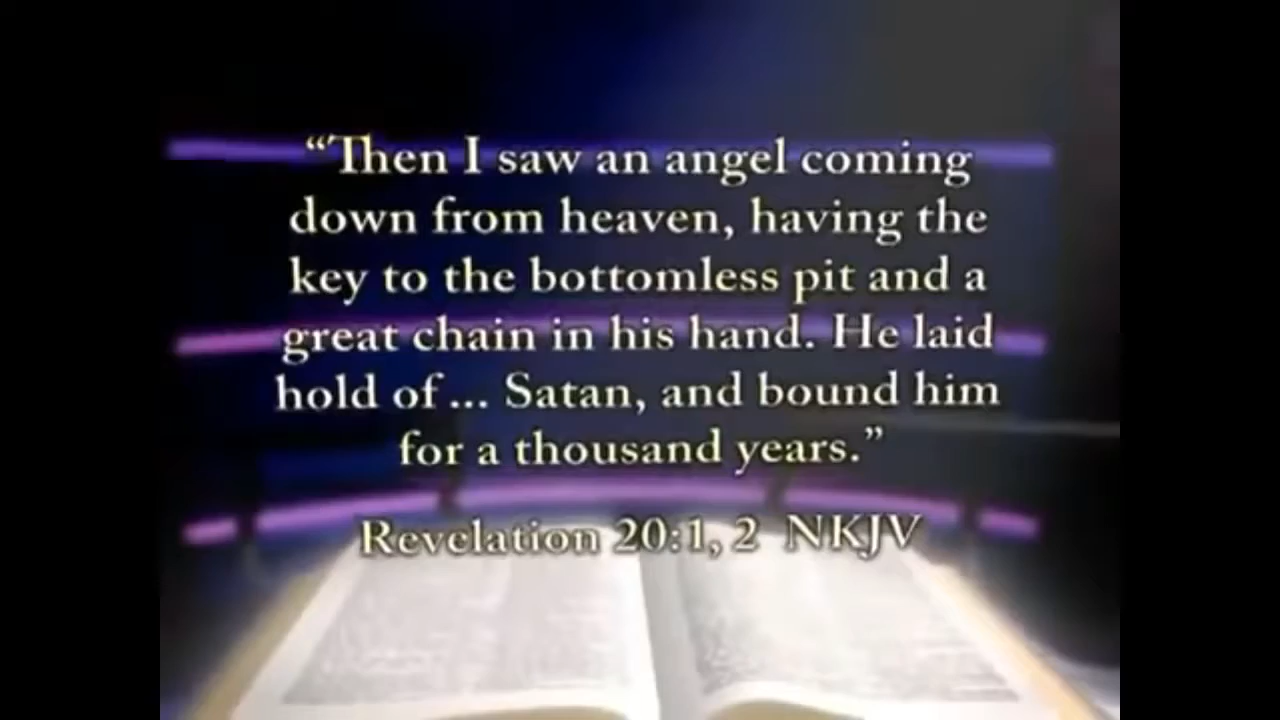 “Then I saw an angel coming
down from heaven, having the
key to the bottomless pit and a
great chain in his hand. He laid
hold of ... Satan, and bound him
for a thousand years.”
Revelation 20:1, 2 NKJV